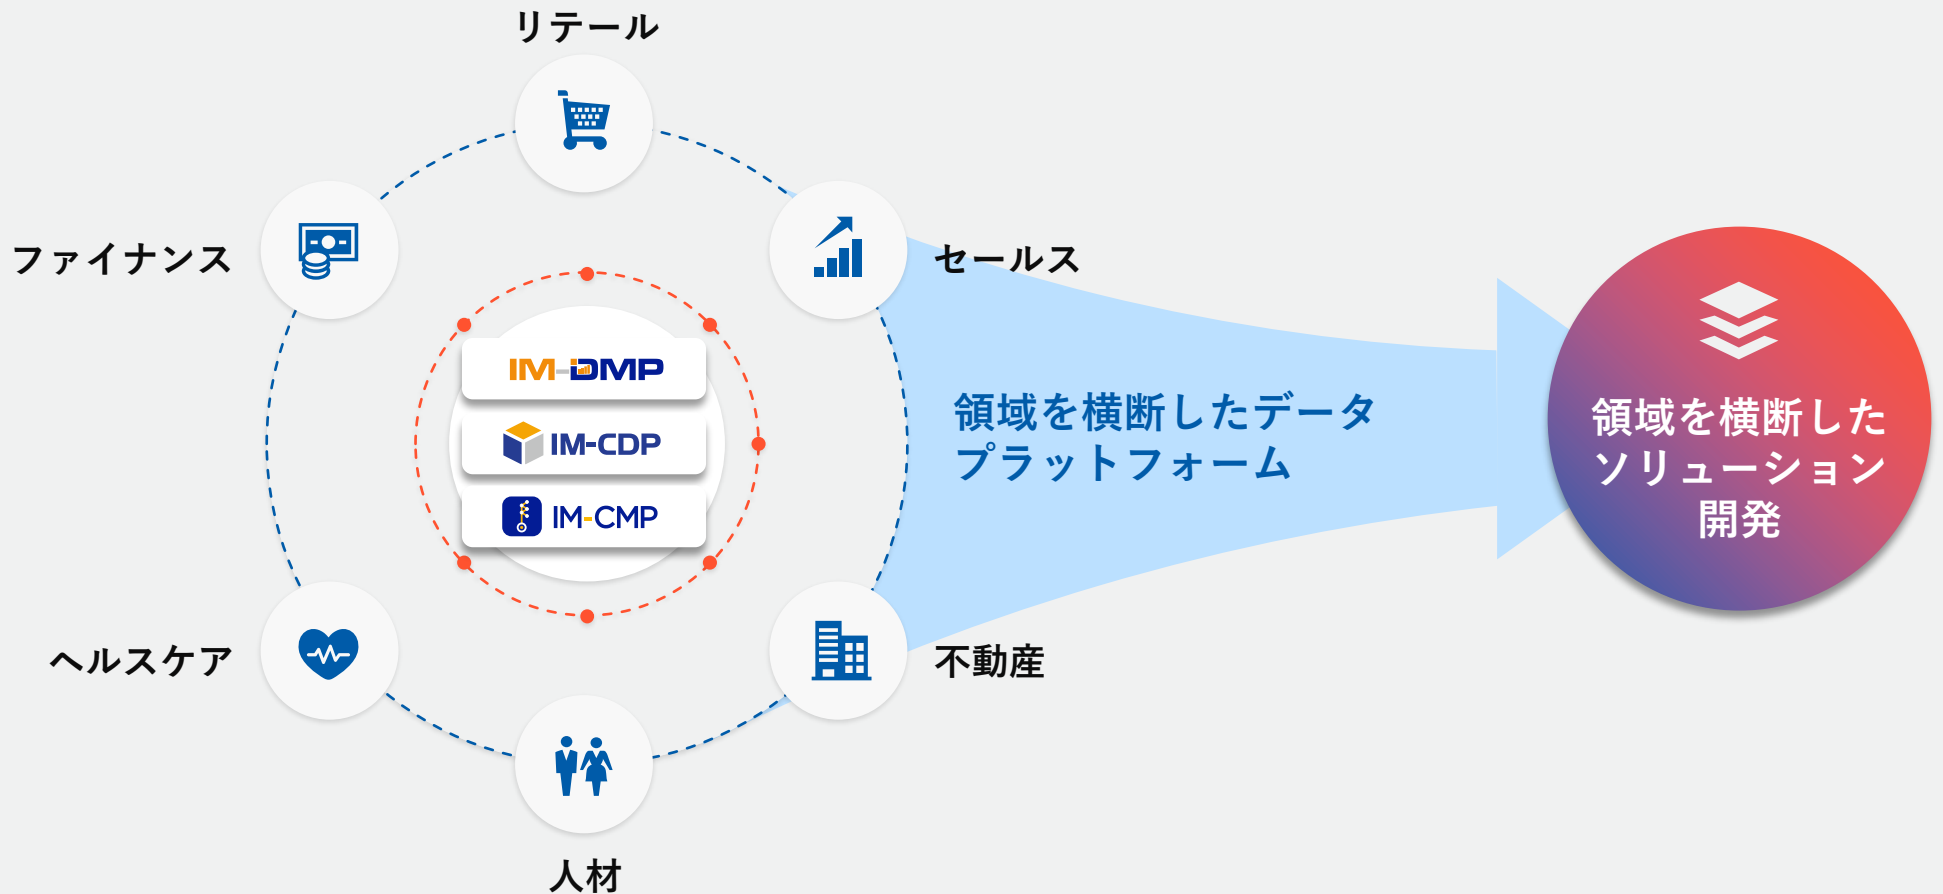 リテール
ファイナンス
セールス
IM-DMP
IM-CDP
IM-CMP
領域を横断したデータ
プラットフォーム
領域を横断した
ソリューション
開発
ヘルスケア
不動産
人材